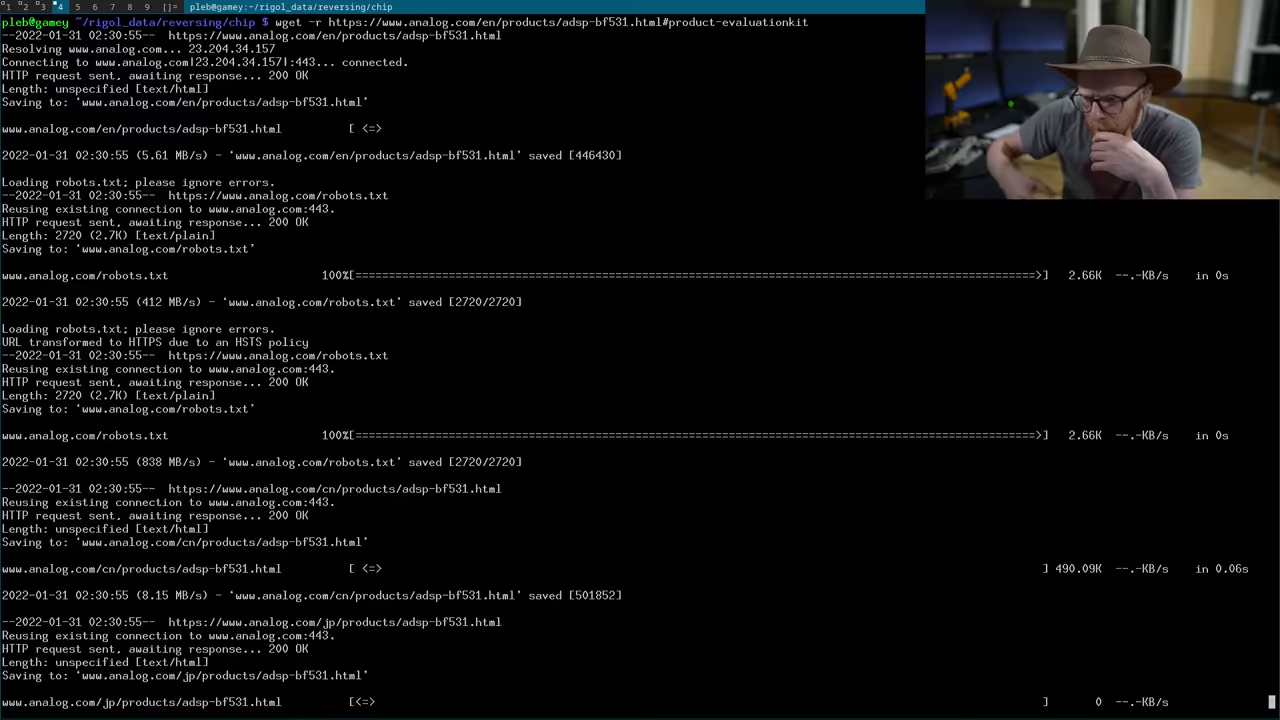 1 2 3 4 5 6 7 8 9 []= pleb@gamey:~/rigol_data/reversing/chip
pleb@gamey ~/rigol_data/reversing/chip $ wget -r https://www.analog.com/en/products/adsp-bf531.html#product-evaluationkit
--2022-01-31 02:30:55-- https://www.analog.com/en/products/adsp-bf531.html
Resolving www.analog.com... 23.204.34.157
Connecting to www.analog.com|23.204.34.157|:443... connected.
HTTP request sent, awaiting response... 200 OK
Length: unspecified [text/html]
Saving to: ‘www.analog.com/en/products/adsp-bf531.html’
www.analog.com/en/products/adsp-bf531.html [ <=>
2022-01-31 02:30:55 (5.61 MB/s) - ‘www.analog.com/en/products/adsp-bf531.html’ saved [446430]
Loading robots.txt; please ignore errors.
--2022-01-31 02:30:55-- https://www.analog.com/robots.txt
Reusing existing connection to www.analog.com:443.
HTTP request sent, awaiting response... 200 OK
Length: 2720 (2.7K) [text/plain]
Saving to: ‘www.analog.com/robots.txt’
www.analog.com/robots.txt 100%[======================================================================================================>] 2.66K --.-KB/s in 0s
2022-01-31 02:30:55 (412 MB/s) - ‘www.analog.com/robots.txt’ saved [2720/2720]
Loading robots.txt; please ignore errors.
URL transformed to HTTPS due to an HSTS policy
--2022-01-31 02:30:55-- https://www.analog.com/robots.txt
Reusing existing connection to www.analog.com:443.
HTTP request sent, awaiting response... 200 OK
Length: 2720 (2.7K) [text/plain]
Saving to: ‘www.analog.com/robots.txt’
www.analog.com/robots.txt 100%[======================================================================================================>] 2.66K --.-KB/s in 0s
2022-01-31 02:30:55 (838 MB/s) - ‘www.analog.com/robots.txt’ saved [2720/2720]
--2022-01-31 02:30:55-- https://www.analog.com/cn/products/adsp-bf531.html
Reusing existing connection to www.analog.com:443.
HTTP request sent, awaiting response... 200 OK
Length: unspecified [text/html]
Saving to: ‘www.analog.com/cn/products/adsp-bf531.html’
www.analog.com/cn/products/adsp-bf531.html [ <=> ] 490.09K --.-KB/s in 0.06s
2022-01-31 02:30:55 (8.15 MB/s) - ‘www.analog.com/cn/products/adsp-bf531.html’ saved [501852]
--2022-01-31 02:30:55-- https://www.analog.com/jp/products/adsp-bf531.html
Reusing existing connection to www.analog.com:443.
HTTP request sent, awaiting response... 200 OK
Length: unspecified [text/html]
Saving to: ‘www.analog.com/jp/products/adsp-bf531.html’
www.analog.com/jp/products/adsp-bf531.html [<=> ] 0 --.-KB/s